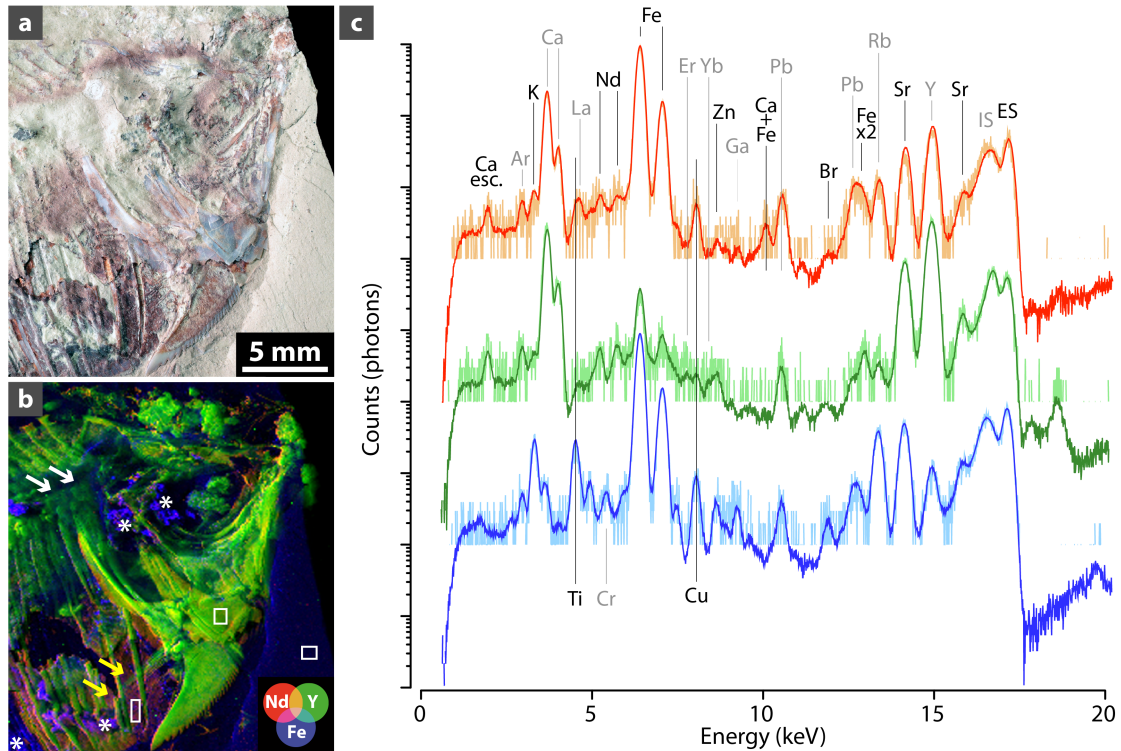 a
5 mm
b
* * * *
Nd Y
Fe
c
Counts (photons)
Ca
esc.
Ar
K
Ca
La
Nd
Fe
Er Yb
Zn
Ga
Ca
+
Fe
Pb
Br
Pb
Fe
x2
Rb
Sr
Y
Sr
IS
ES
Ti
Cr
Cu
0 5 10 15 20
Energy (keV)